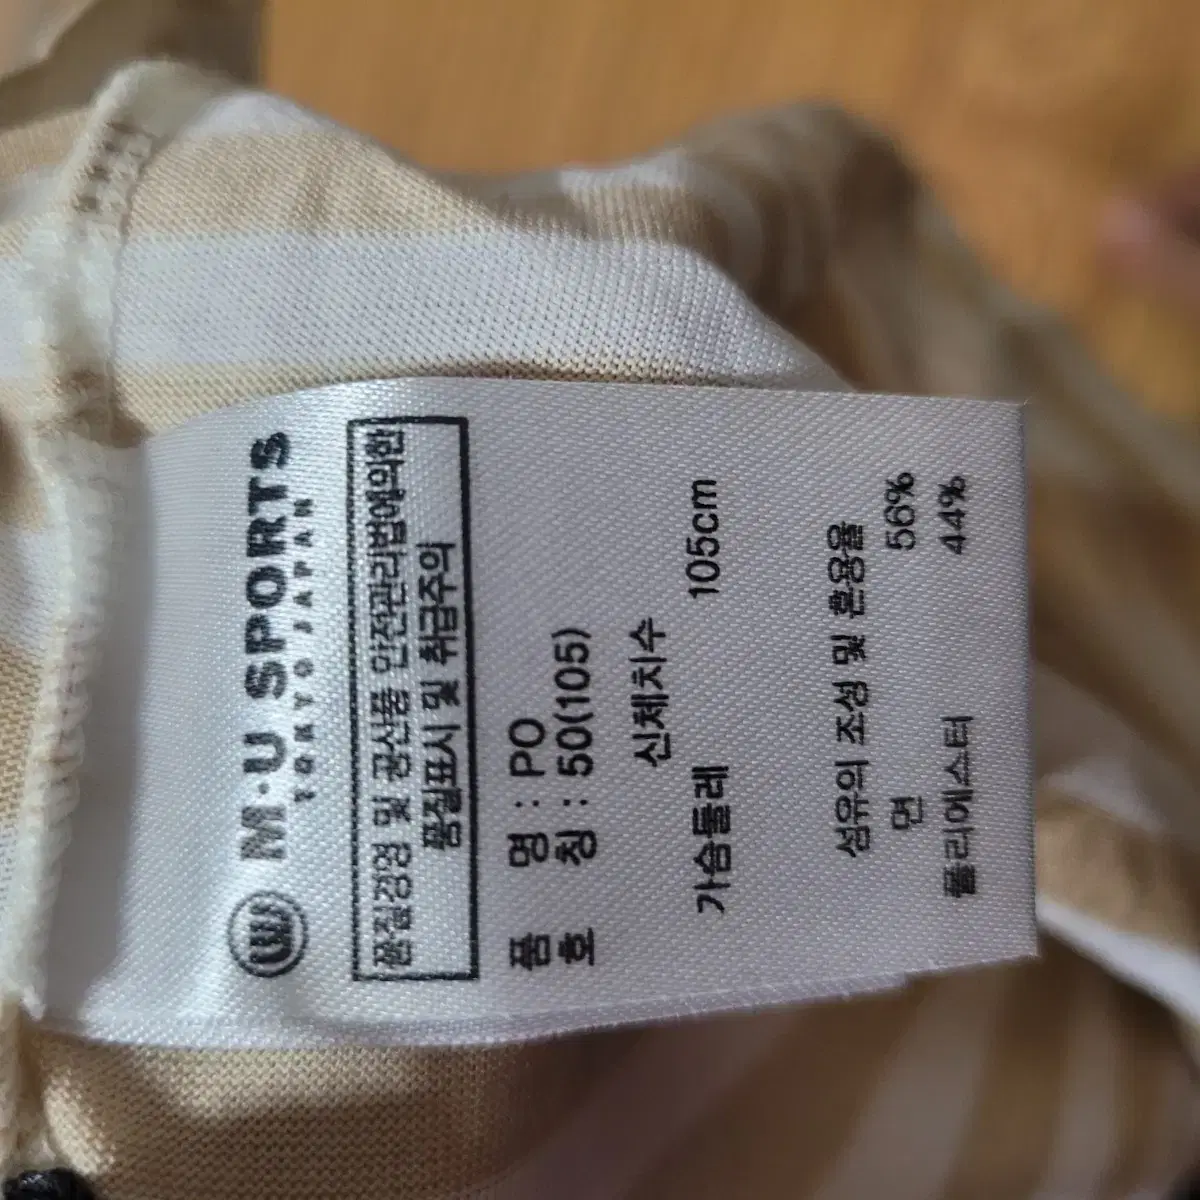 M·U SPORTS
TOKYO JAPAN
품질경영 및 공산품 안전관리법에의한
품질표시 및 취급주의
품 명 : PO
호 칭 : 50(105)
신체치수
가슴둘레 105cm
섬유의 조성 및 혼용율
면 56%
폴리에스터 44%